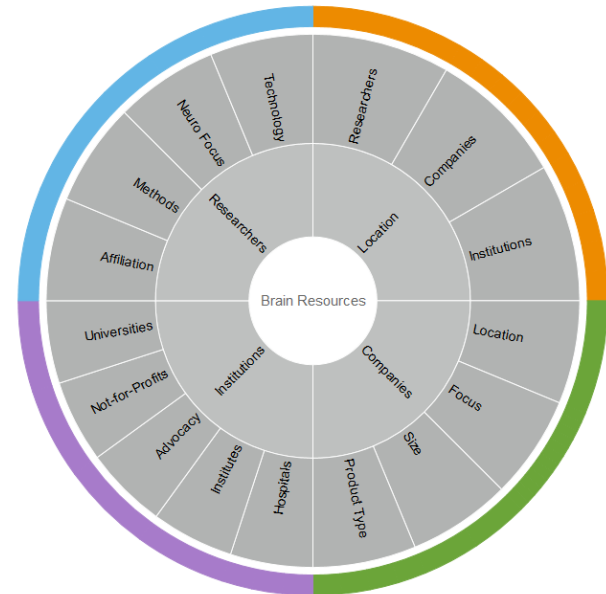 Brain Resources
Location
Researchers
Companies
Institutions
Companies
Location
Focus
Size
Product Type
Institutions
Hospitals
Institutes
Advocacy
Not-for-Profits
Universities
Researchers
Affiliation
Methods
Neuro Focus
Technology